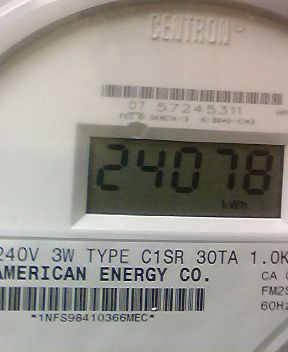 CENTRON
07 57245311
24078
kWh
240V 3W TYPE C1SR 30TA 1.0K
AMERICAN ENERGY CO.
CA
FM2S
60HZ
*1NFS98410366MEC*